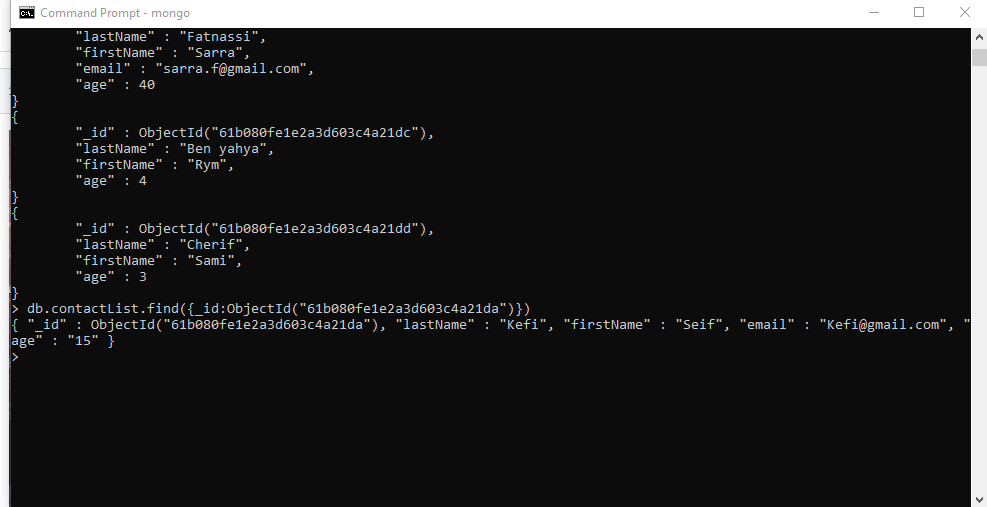 Command Prompt - mongo
"lastName" : "Fatnassi",
"firstName" : "Sarra",
"email" : "sarra.f@gmail.com",
"age" : 40
}
{
"_id" : ObjectId("61b080fe1e2a3d603c4a21dc"),
"lastName" : "Ben yahya",
"firstName" : "Rym",
"age" : 4
}
{
"_id" : ObjectId("61b080fe1e2a3d603c4a21dd"),
"lastName" : "Cherif",
"firstName" : "Sami",
"age" : 3
}
> db.contactList.find({_id:ObjectId("61b080fe1e2a3d603c4a21da")})
{ "_id" : ObjectId("61b080fe1e2a3d603c4a21da"), "lastName" : "Kefi", "firstName" : "Seif", "email" : "Kefi@gmail.com", "
age" : "15" }
>